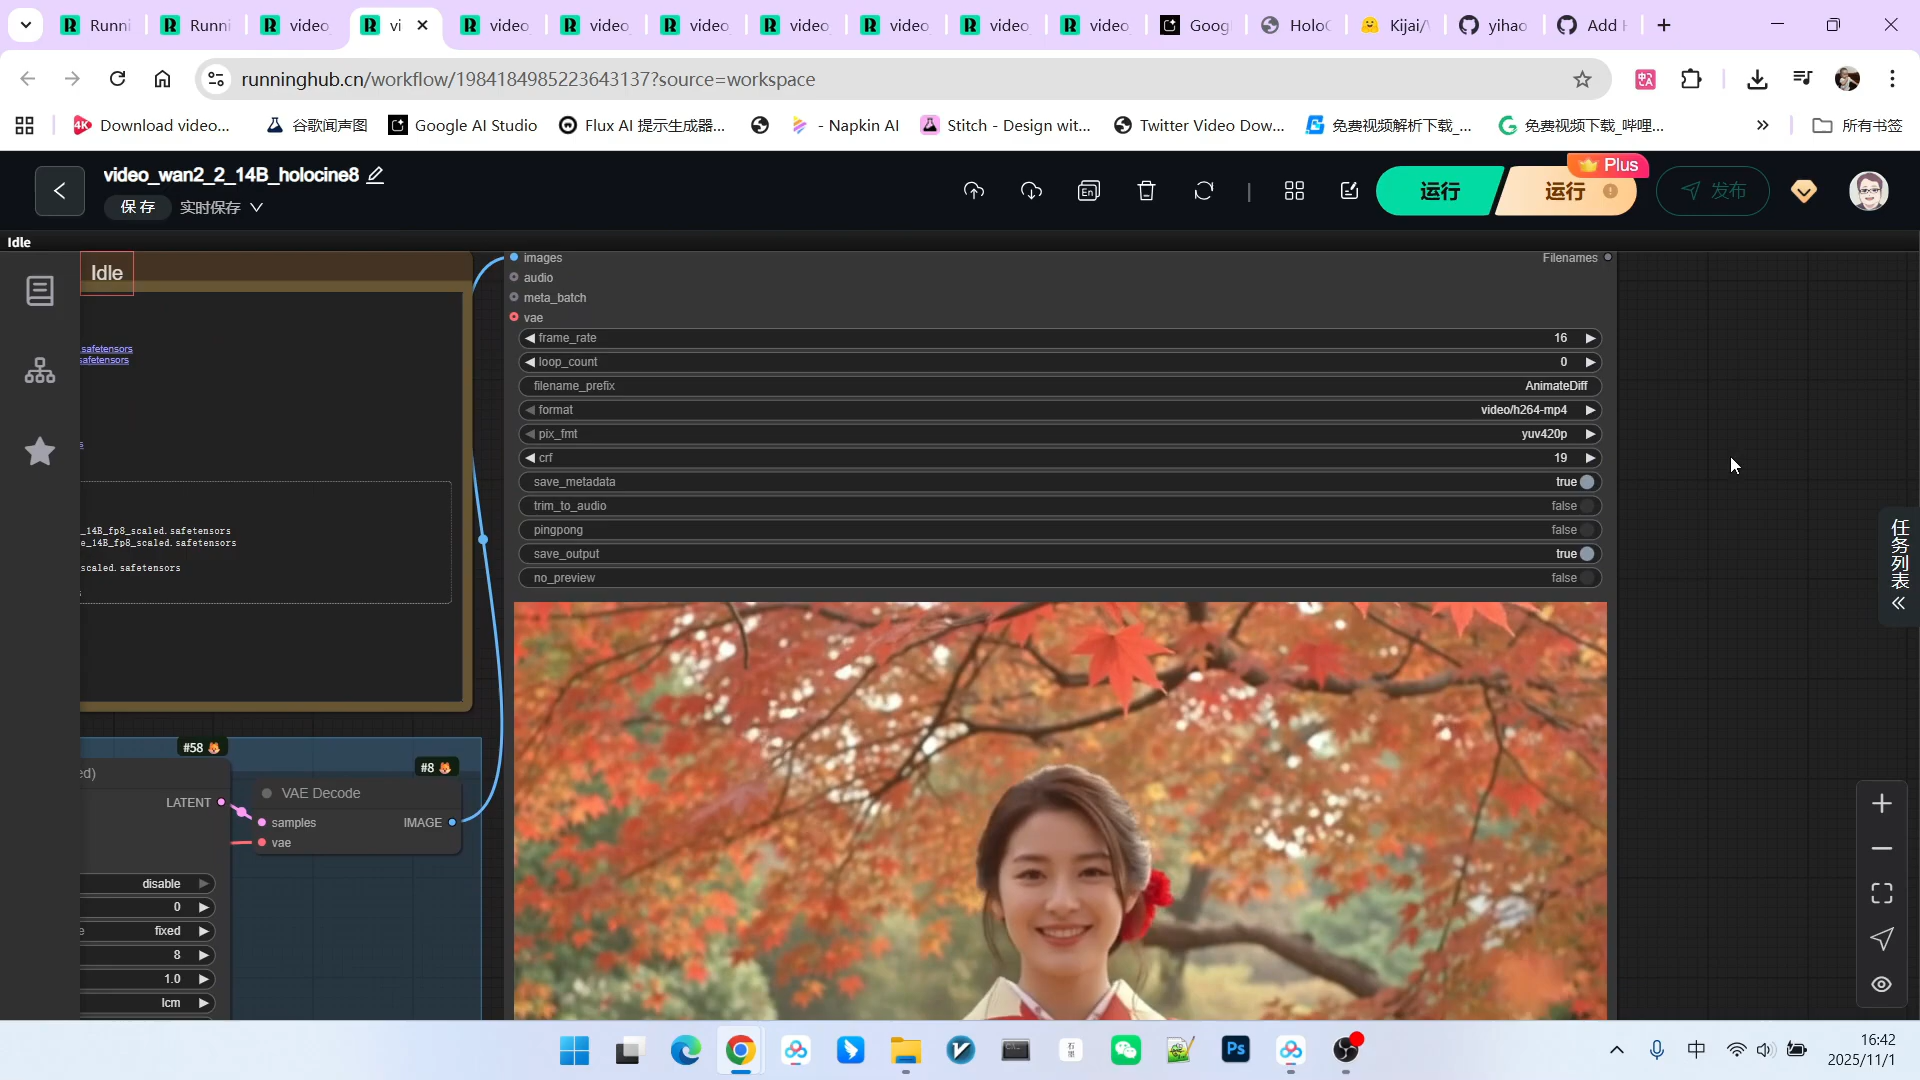 Runni
Runni
video
vi
video
video
video
video
video
video
video
Goog
HoloC
Kijai/
yihao
Add
runninghub.cn/workflow/1984184985223643137?source=workspace
Download video...
谷歌闻声图
Google AI Studio
Flux AI 提示生成器...
- Napkin AI
Stitch - Design wit...
Twitter Video Dow...
免费视频解析下载_...
免费视频下载_哔哩...
所有书签
video_wan2_2_14B_holocine8
保存
实时保存
En
运行
运行
Plus
发布
Idle
Idle
safetensors
safetensors
_14B_fp8_scaled.safetensors
e_14B_fp8_scaled.safetensors
scaled.safetensors
images
Filenames
audio
meta_batch
vae
frame_rate 16
loop_count 0
filename_prefix AnimateDiff
format video/h264-mp4
pix_fmt yuv420p
crf 19
save_metadata true
trim_to_audio false
pingpong false
save_output true
no_preview false
任务列表
#58
#8
ed)
LATENT
VAE Decode
samples
IMAGE
vae
disable
0
fixed
8
1.0
lcm
Ps
中
16:42
2025/11/1